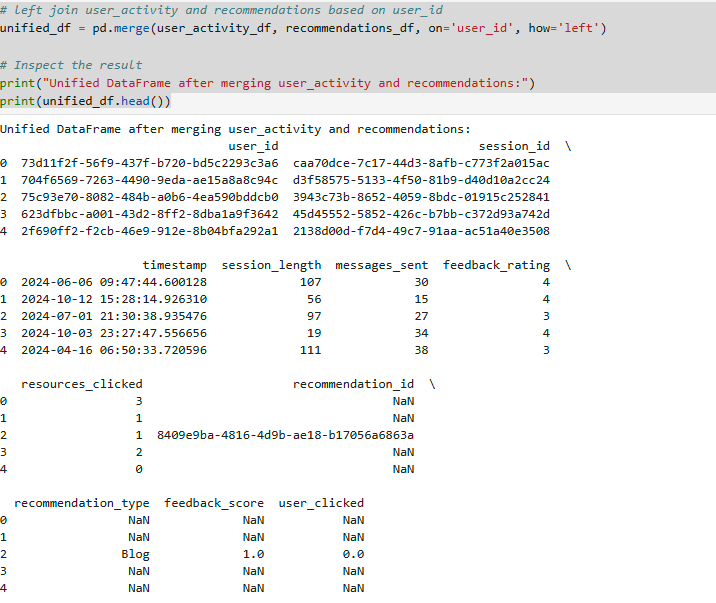 # left join user_activity and recommendations based on user_id
unified_df = pd.merge(user_activity_df, recommendations_df, on='user_id', how='left')
# Inspect the result
print("Unified DataFrame after merging user_activity and recommendations:")
print(unified_df.head())
Unified DataFrame after merging user_activity and recommendations:
user_id session_id \
0 73d11f2f-56f9-437f-b720-bd5c2293c3a6 caa70dce-7c17-44d3-8afb-c773f2a015ac
1 704f6569-7263-4490-9eda-ae15a8a8c94c d3f58575-5133-4f50-81b9-d40d10a2cc24
2 75c93e70-8082-484b-a0b6-4ea590bddcb0 3943c73b-8652-4059-8bdc-01915c252841
3 623dfbbc-a001-43d2-8ff2-8dba1a9f3642 45d45552-5852-426c-b7bb-c372d93a742d
4 2f690ff2-f2cb-46e9-912e-8b04bfa292a1 2138d00d-f7d4-49c7-91aa-ac51a40e3508
timestamp session_length messages_sent feedback_rating \
0 2024-06-06 09:47:44.600128 107 30 4
1 2024-10-12 15:28:14.926310 56 15 4
2 2024-07-01 21:30:38.935476 97 27 3
3 2024-10-03 23:27:47.556656 19 34 4
4 2024-04-16 06:50:33.720596 111 38 3
resources_clicked recommendation_id \
0 3 NaN
1 1 NaN
2 1 8409e9ba-4816-4d9b-ae18-b17056a6863a
3 2 NaN
4 0 NaN
recommendation_type feedback_score user_clicked
0 NaN NaN NaN
1 NaN NaN NaN
2 Blog 1.0 0.0
3 NaN NaN NaN
4 NaN NaN NaN